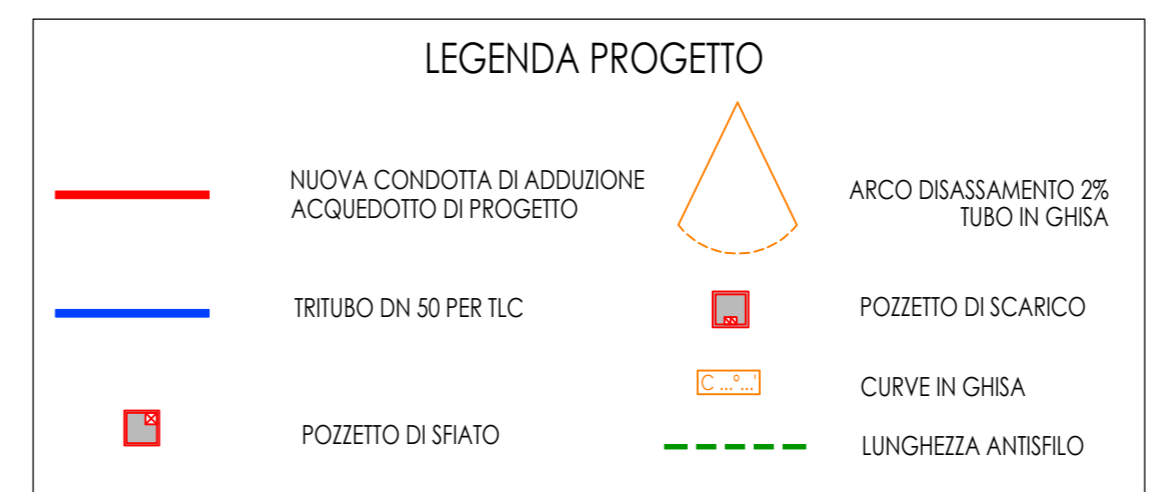 LEGENDA PROGETTO
NUOVA CONDOTTA DI ADDUZIONE
ACQUEDOTTO DI PROGETTO
TRITUBO DN 50 PER TLC
POZZETTO DI SFIATO
ARCO DISASSAMENTO 2%
TUBO IN GHISA
POZZETTO DI SCARICO
C ...°...'
CURVE IN GHISA
LUNGHEZZA ANTISFILO